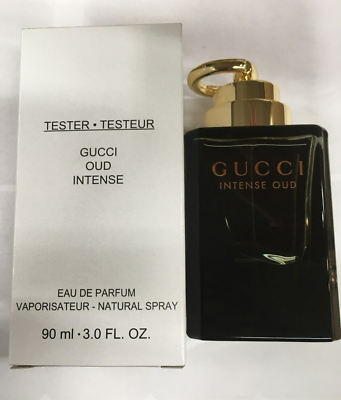 TESTER • TESTEUR
GUCCI
OUD
INTENSE
EAU DE PARFUM
VAPORISATEUR - NATURAL SPRAY
90 ml • 3.0 FL. OZ.
GUCCI
INTENSE OUD